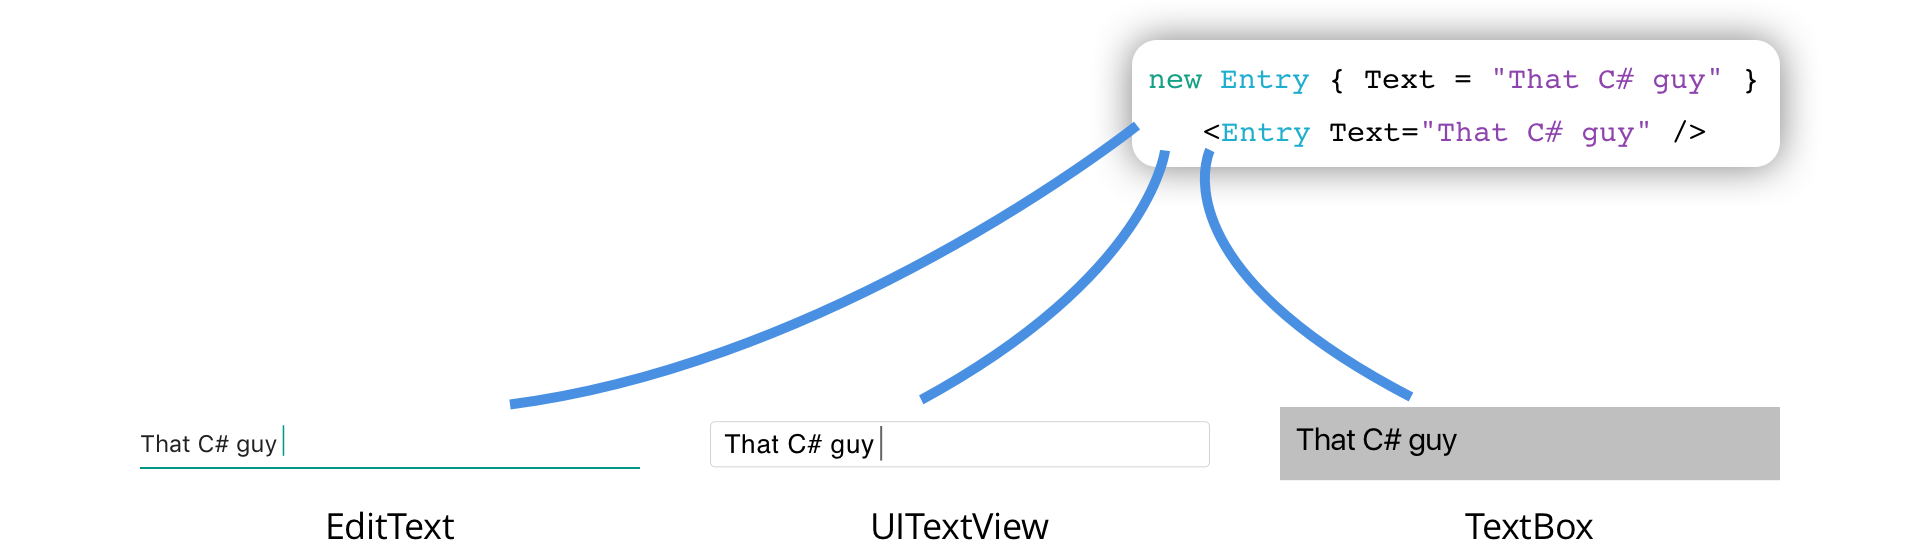 new Entry { Text = "That C# guy" }
<Entry Text="That C# guy" />
That C# guy
That C# guy
That C# guy
EditText
UITextView
TextBox